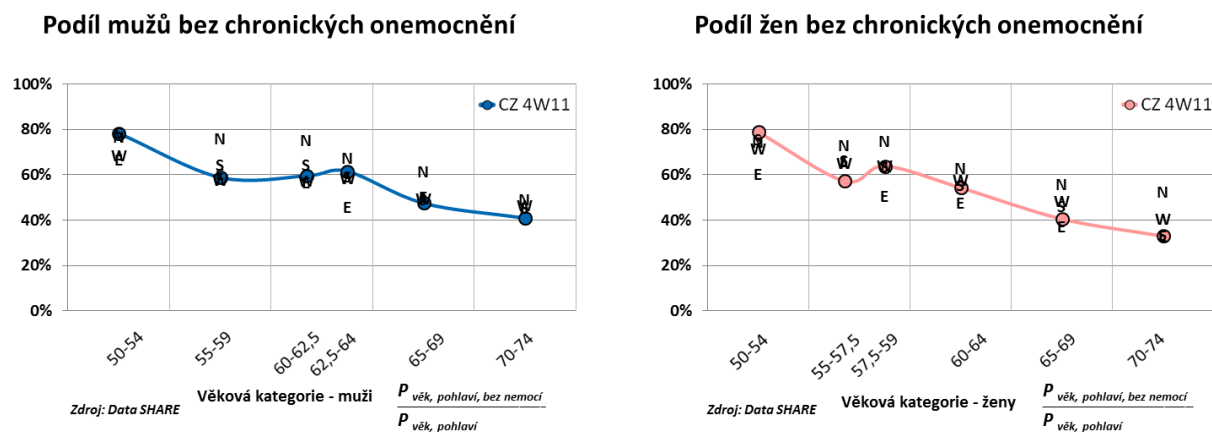 Podíl mužů bez chronických onemocnění
100%
80%
60%
40%
20%
0%
CZ 4W11
N
W
E
N
S
E
W
N
S
W
E
N
S
W
E
N
E
S
W
N
W
E
S
50-54
55-59
60-62,5
62,5-64
65-69
70-74
Zdroj: Data SHARE
Věková kategorie - muži
P věk, pohlaví, bez nemocí
P věk, pohlaví
Podíl žen bez chronických onemocnění
100%
80%
60%
40%
20%
0%
CZ 4W11
N
S
W
E
N
S
E
W
N
W
S
E
N
W
S
E
N
W
S
E
N
W
E
S
50-54
55-57,5
57,5-59
60-64
65-69
70-74
Zdroj: Data SHARE
Věková kategorie - ženy
P věk, pohlaví, bez nemocí
P věk, pohlaví